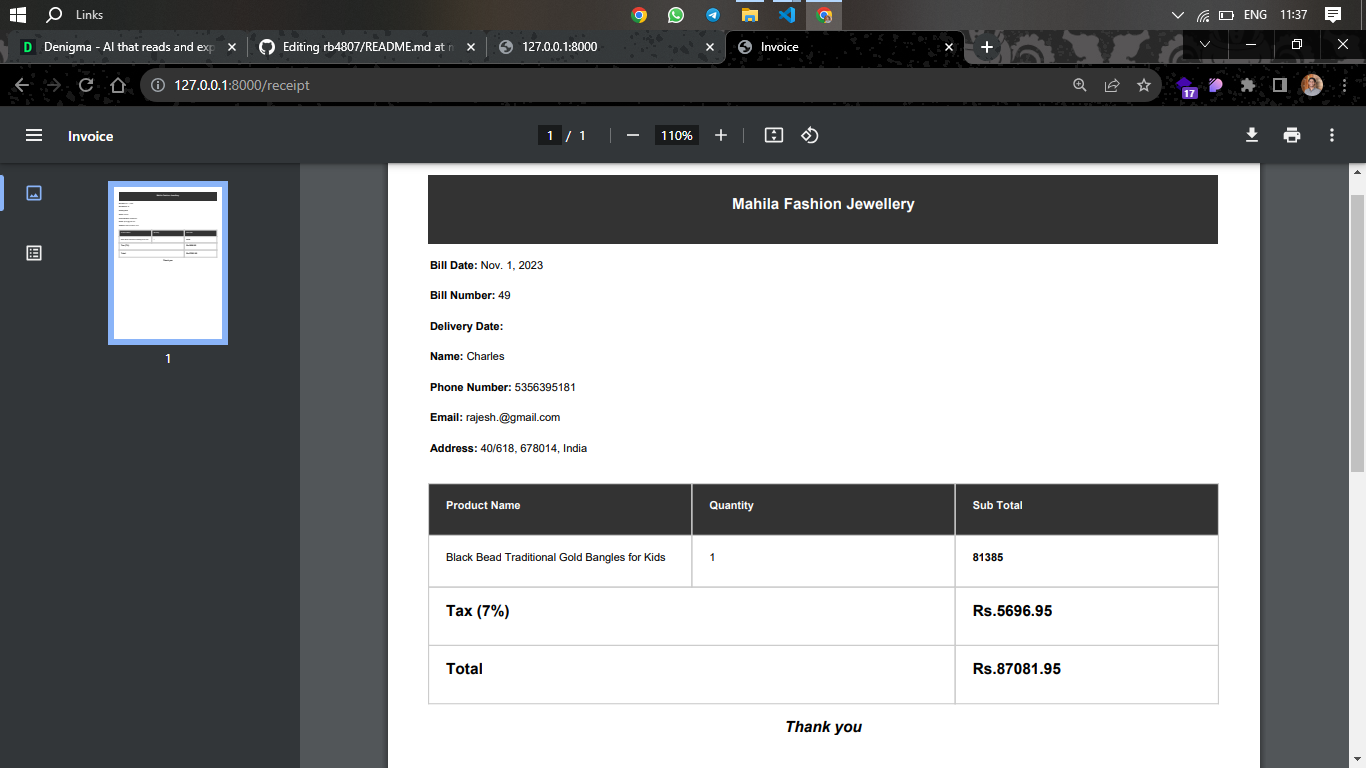 Links
ENG 11:37
Denigma - AI that reads and exp
Editing rb4807/README.md at
127.0.0.1:8000
Invoice
127.0.0.1:8000/receipt
17
Invoice
1 / 1
110%
Mahila Fashion Jewellery
Bill Date: Nov. 1, 2023
Bill Number: 49
Delivery Date:
Name: Charles
Phone Number: 5356395181
Email: rajesh.@gmail.com
Address: 40/618, 678014, India
Product Name Quantity Sub Total
Black Bead Traditional Gold Bangles for Kids 1 81385
Tax (7%) Rs.5696.95
Total Rs.87081.95
Thank you
1